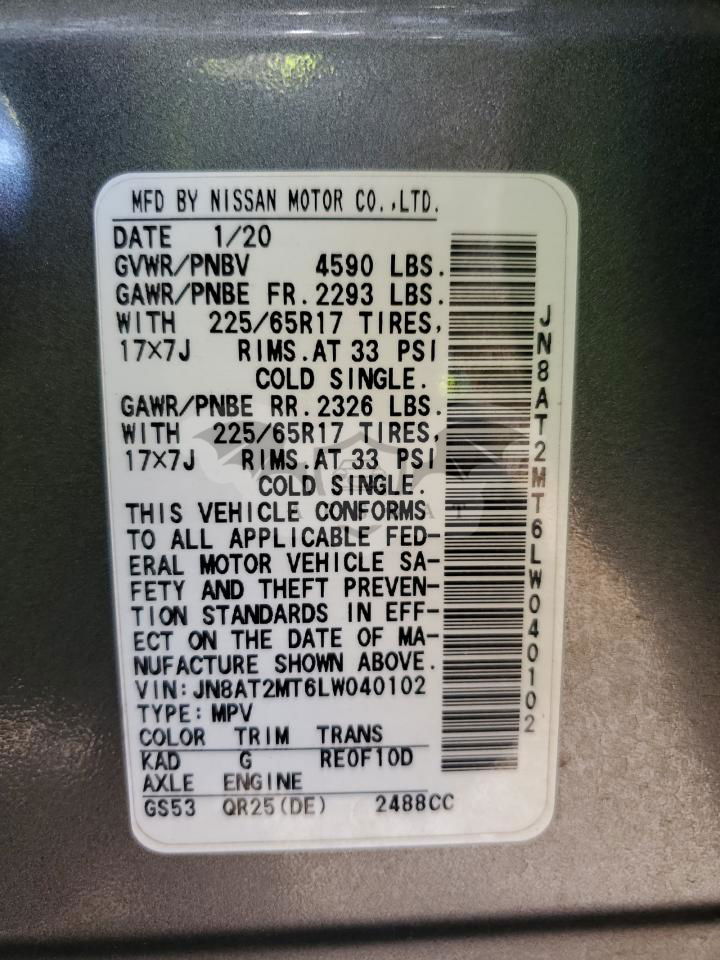 MFD BY NISSAN MOTOR CO.,LTD.
DATE 1/20
GVWR/PNBV 4590 LBS.
GAWR/PNBE FR.2293 LBS.
WITH 225/65R17 TIRES,
17×7J RIMS.AT 33 PSI
COLD SINGLE.
GAWR/PNBE RR.2326 LBS.
WITH 225/65R17 TIRES,
17×7J RIMS.AT 33 PSI
COLD SINGLE.
THIS VEHICLE CONFORMS
TO ALL APPLICABLE FED-
ERAL MOTOR VEHICLE SA-
FETY AND THEFT PREVEN-
TION STANDARDS IN EFF-
ECT ON THE DATE OF MA-
NUFACTURE SHOWN ABOVE.
VIN:JN8AT2MT6LW040102
TYPE:MPV
COLOR TRIM TRANS
KAD G RE0F10D
AXLE ENGINE
GS53 QR25(DE) 2488CC
JN8AT2MT6LW040102